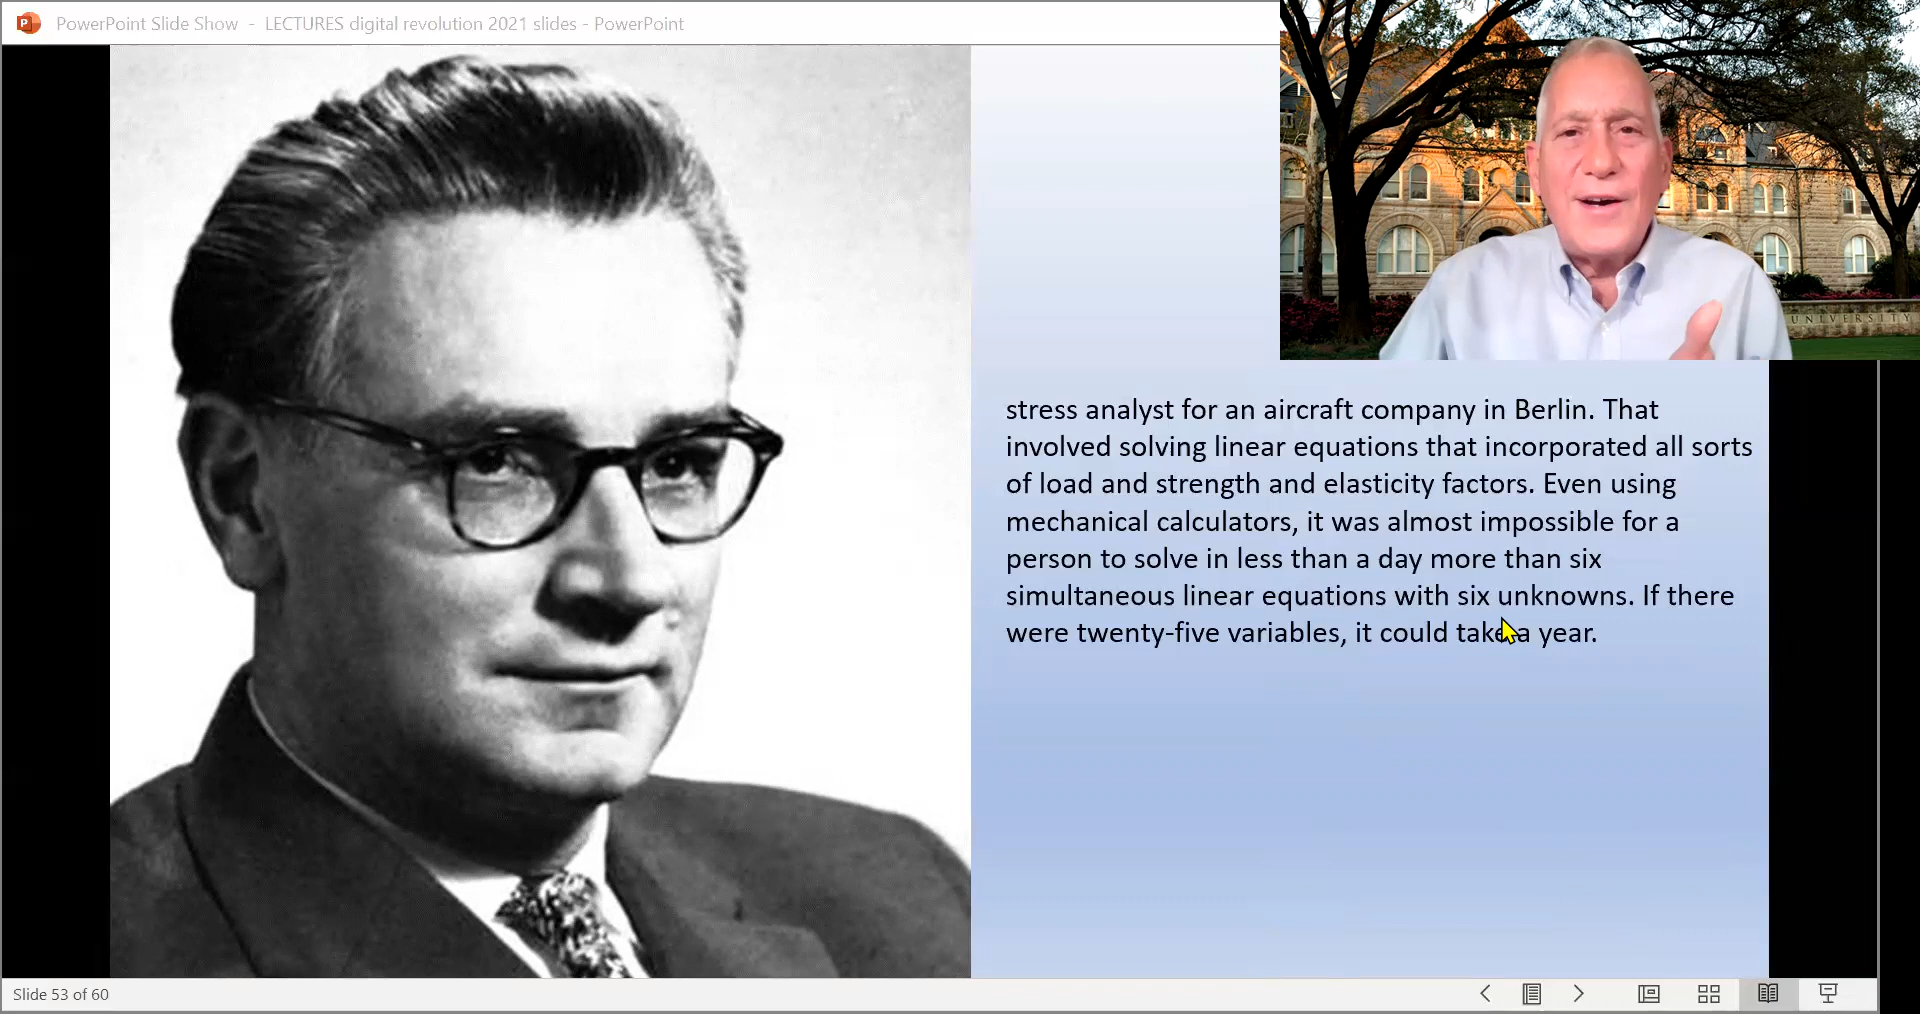 PowerPoint Slide Show - LECTURES digital revolution 2021 slides - PowerPoint
UNIVERSITY
stress analyst for an aircraft company in Berlin. That
involved solving linear equations that incorporated all sorts
of load and strength and elasticity factors. Even using
mechanical calculators, it was almost impossible for a
person to solve in less than a day more than six
simultaneous linear equations with six unknowns. If there
were twenty-five variables, it could take a year.
Slide 53 of 60